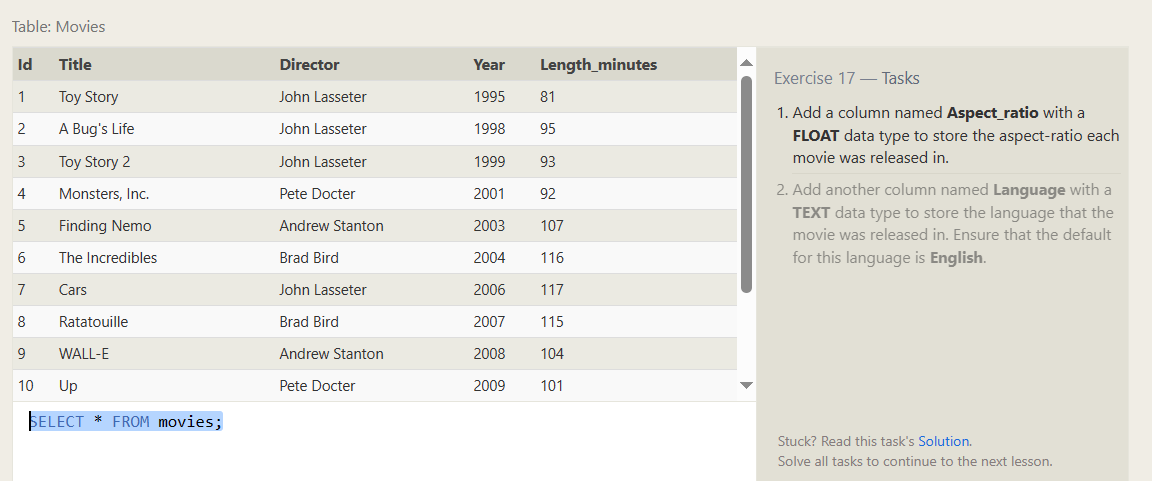 Table: Movies
Id Title Director Year Length_minutes
1 Toy Story John Lasseter 1995 81
2 A Bug's Life John Lasseter 1998 95
3 Toy Story 2 John Lasseter 1999 93
4 Monsters, Inc. Pete Docter 2001 92
5 Finding Nemo Andrew Stanton 2003 107
6 The Incredibles Brad Bird 2004 116
7 Cars John Lasseter 2006 117
8 Ratatouille Brad Bird 2007 115
9 WALL-E Andrew Stanton 2008 104
10 Up Pete Docter 2009 101
SELECT * FROM movies;
Exercise 17 — Tasks
1. Add a column named Aspect_ratio with a
FLOAT data type to store the aspect-ratio each
movie was released in.
2. Add another column named Language with a
TEXT data type to store the language that the
movie was released in. Ensure that the default
for this language is English.
Stuck? Read this task's Solution.
Solve all tasks to continue to the next lesson.